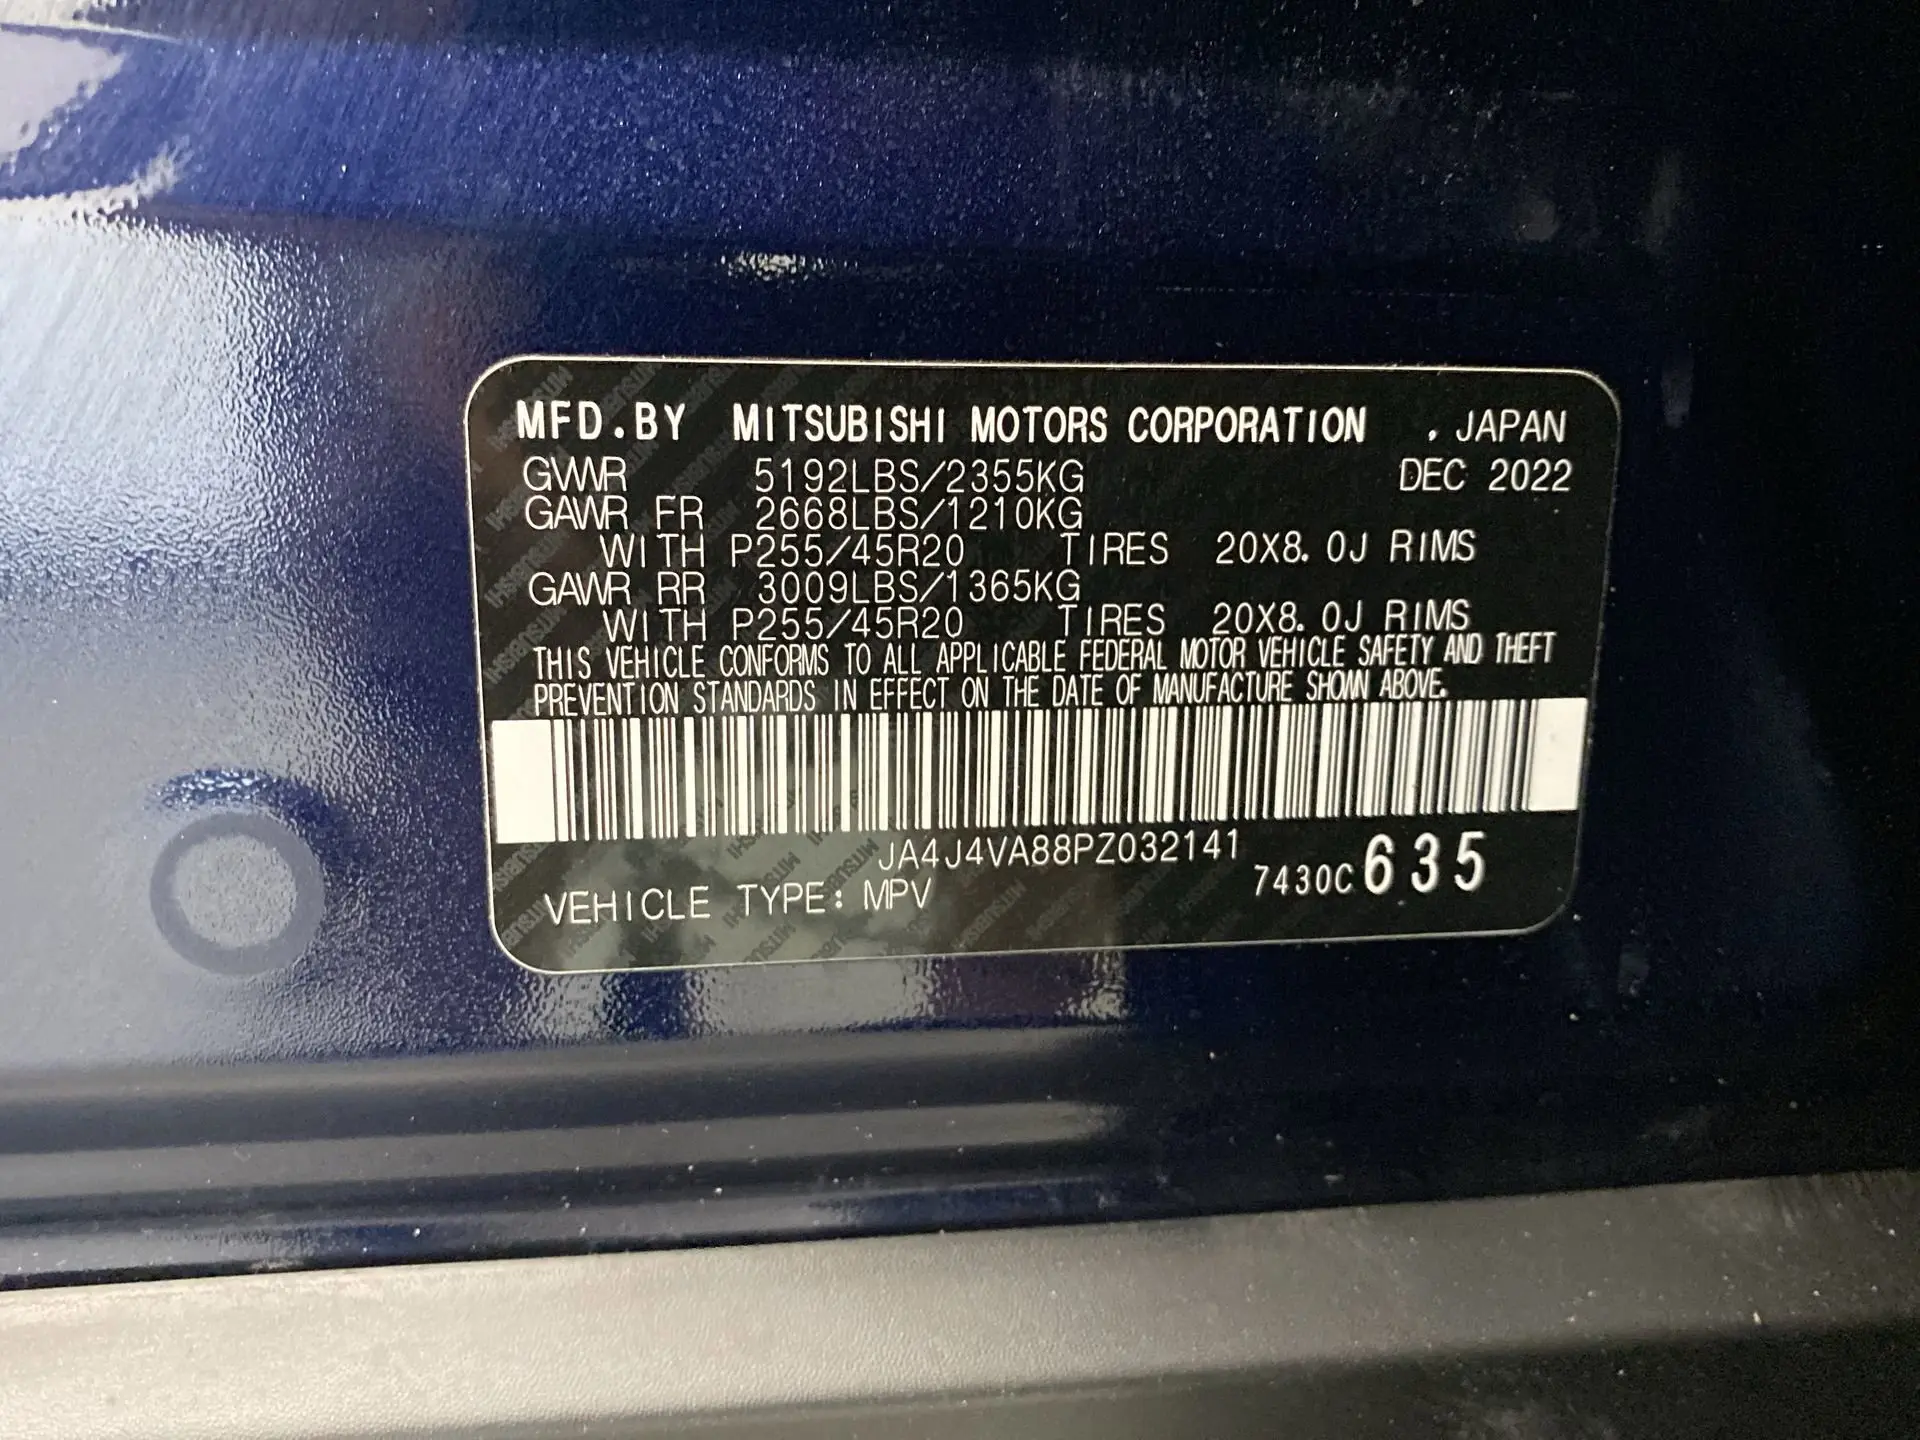 MFD.BY MITSUBISHI MOTORS CORPORATION , JAPAN
GVWR 5192LBS/2355KG DEC 2022
GAWR FR 2668LBS/1210KG
WITH P255/45R20 TIRES 20X8.0J RIMS
GAWR RR 3009LBS/1365KG
WITH P255/45R20 TIRES 20X8.0J RIMS
THIS VEHICLE CONFORMS TO ALL APPLICABLE FEDERAL MOTOR VEHICLE SAFETY AND THEFT
PREVENTION STANDARDS IN EFFECT ON THE DATE OF MANUFACTURE SHOWN ABOVE.
JA4J4VA88PZ032141
7430C635
VEHICLE TYPE: MPV